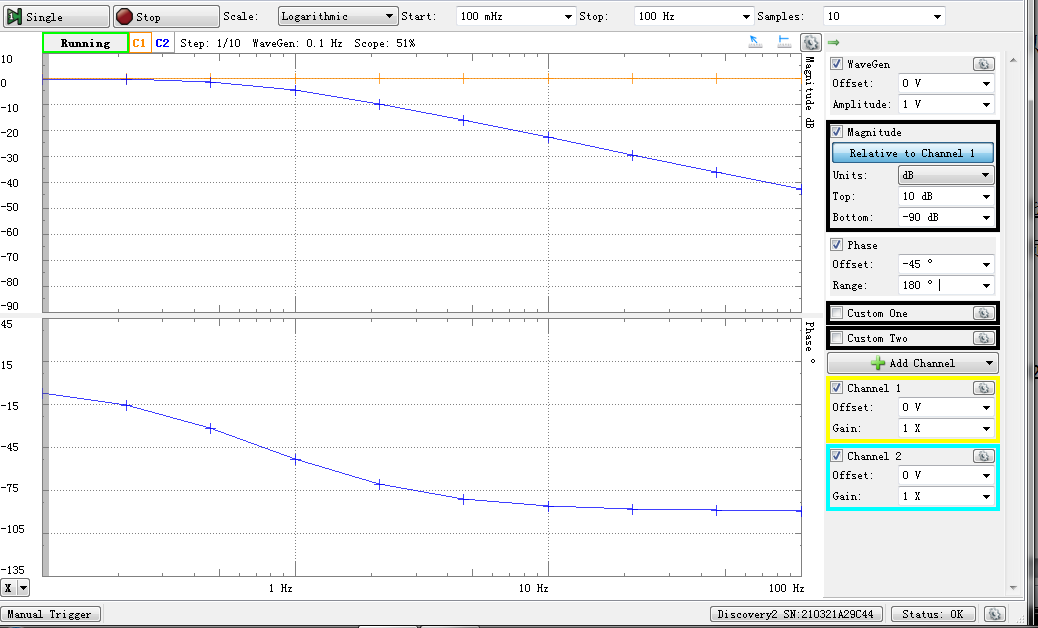 Single Stop Scale: Logarithmic Start: 100 mHz Stop: 100 Hz Samples: 10
Running C1 C2 Step: 1/10 WaveGen: 0.1 Hz Scope: 51%
10
0
-10
-20
-30
-40
-50
-60
-70
-80
-90
Magnitude dB
45
15
-15
-45
-75
-105
-135
Phase °
X 1 Hz 10 Hz 100 Hz
WaveGen
Offset: 0 V
Amplitude: 1 V
Magnitude
Relative to Channel 1
Units: dB
Top: 10 dB
Bottom: -90 dB
Phase
Offset: -45 °
Range: 180 °
Custom One
Custom Two
Add Channel
Channel 1
Offset: 0 V
Gain: 1 X
Channel 2
Offset: 0 V
Gain: 1 X
Manual Trigger Discovery2 SN:210321A29C44 Status: OK